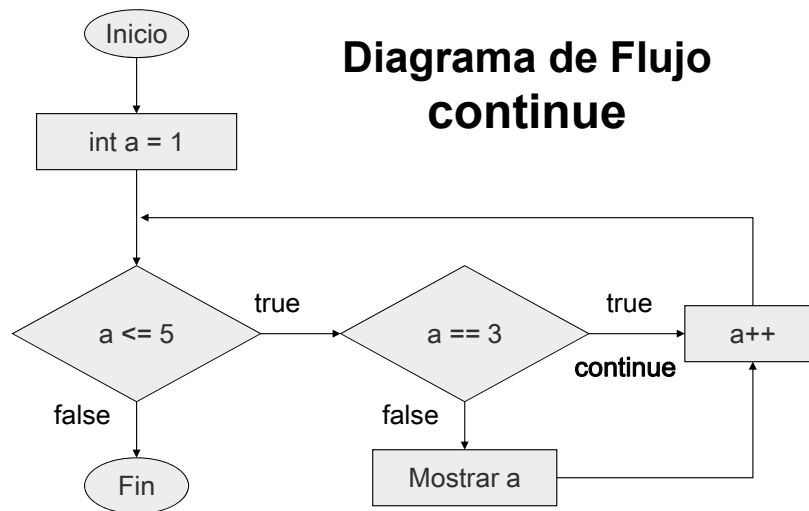 Inicio
Diagrama de Flujo
continue
int a = 1
a <= 5
true
a == 3
true
continue
a++
false
false
Fin
Mostrar a